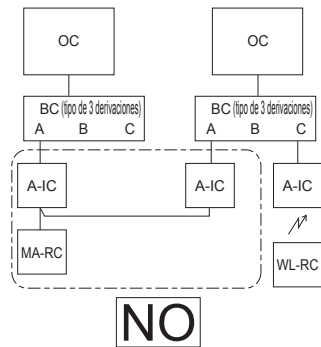 OC OC
BC (tipo de 3 derivaciones) BC (tipo de 3 derivaciones)
A B C A B C
A-IC A-IC A-IC
MA-RC WL-RC
NO